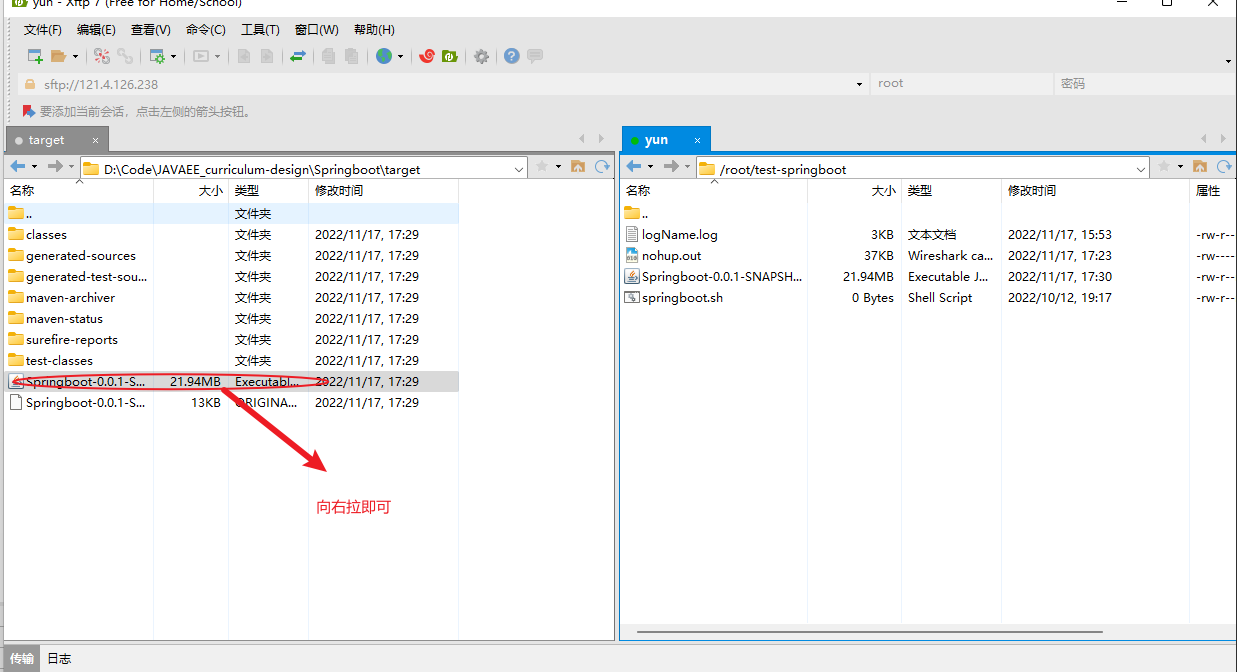 yun - Xftp 7 (Free for Home/School)
文件(F) 编辑(E) 查看(V) 命令(C) 工具(T) 窗口(W) 帮助(H)
sftp://121.4.126.238 root 密码
要添加当前会话，点击左侧的箭头按钮。
target × yun ×
D:\Code\JAVAEE_curriculum-design\Springboot\target /root/test-springboot
名称 大小 类型 修改时间 名称 大小 类型 修改时间 属性
.. 文件夹 ..
classes 文件夹 2022/11/17, 17:29 logName.log 3KB 文本文档 2022/11/17, 15:53 -rw-r--
generated-sources 文件夹 2022/11/17, 17:29 nohup.out 37KB Wireshark ca... 2022/11/17, 17:23 -rw----
generated-test-sou... 文件夹 2022/11/17, 17:29 Springboot-0.0.1-SNAPSH... 21.94MB Executable J... 2022/11/17, 17:30 -rw-r--
maven-archiver 文件夹 2022/11/17, 17:29 springboot.sh 0 Bytes Shell Script 2022/10/12, 19:17 -rw-r--
maven-status 文件夹 2022/11/17, 17:29
surefire-reports 文件夹 2022/11/17, 17:29
test-classes 文件夹 2022/11/17, 17:29
Springboot-0.0.1-S... 21.94MB Executabl... 2022/11/17, 17:29
Springboot-0.0.1-S... 13KB ORIGINA... 2022/11/17, 17:29
向右拉即可
传输 日志